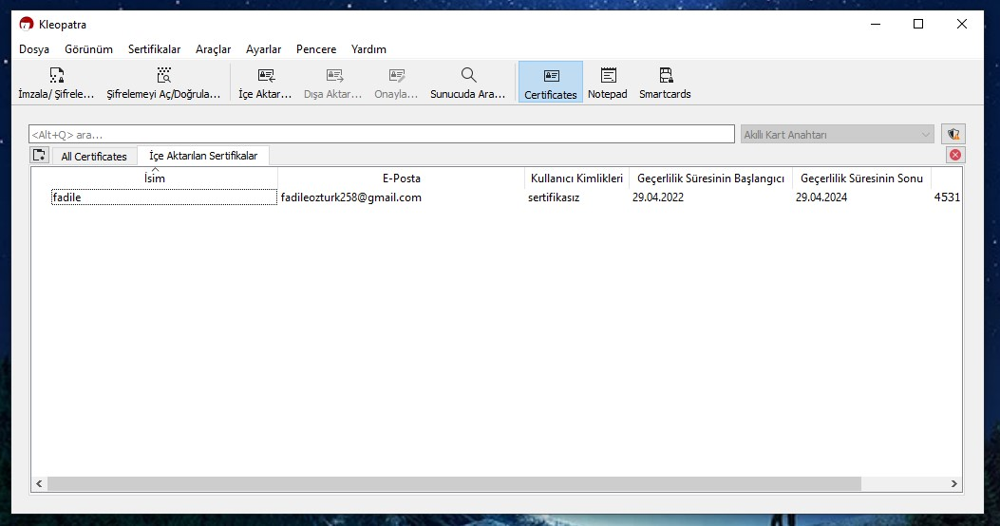 Kleopatra
Dosya Görünüm Sertifikalar Araçlar Ayarlar Pencere Yardım
İmzala/ Şifrele... Şifrelemeyi Aç/Doğrula... İçe Aktar... Dışa Aktar... Onayla... Sunucuda Ara... Certificates Notepad Smartcards
<Alt+Q> ara... Akıllı Kart Anahtarı
All Certificates İçe Aktarılan Sertifikalar
İsim E-Posta Kullanıcı Kimlikleri Geçerlilik Süresinin Başlangıcı Geçerlilik Süresinin Sonu
fadile fadileozturk258@gmail.com sertifikasız 29.04.2022 29.04.2024 4531